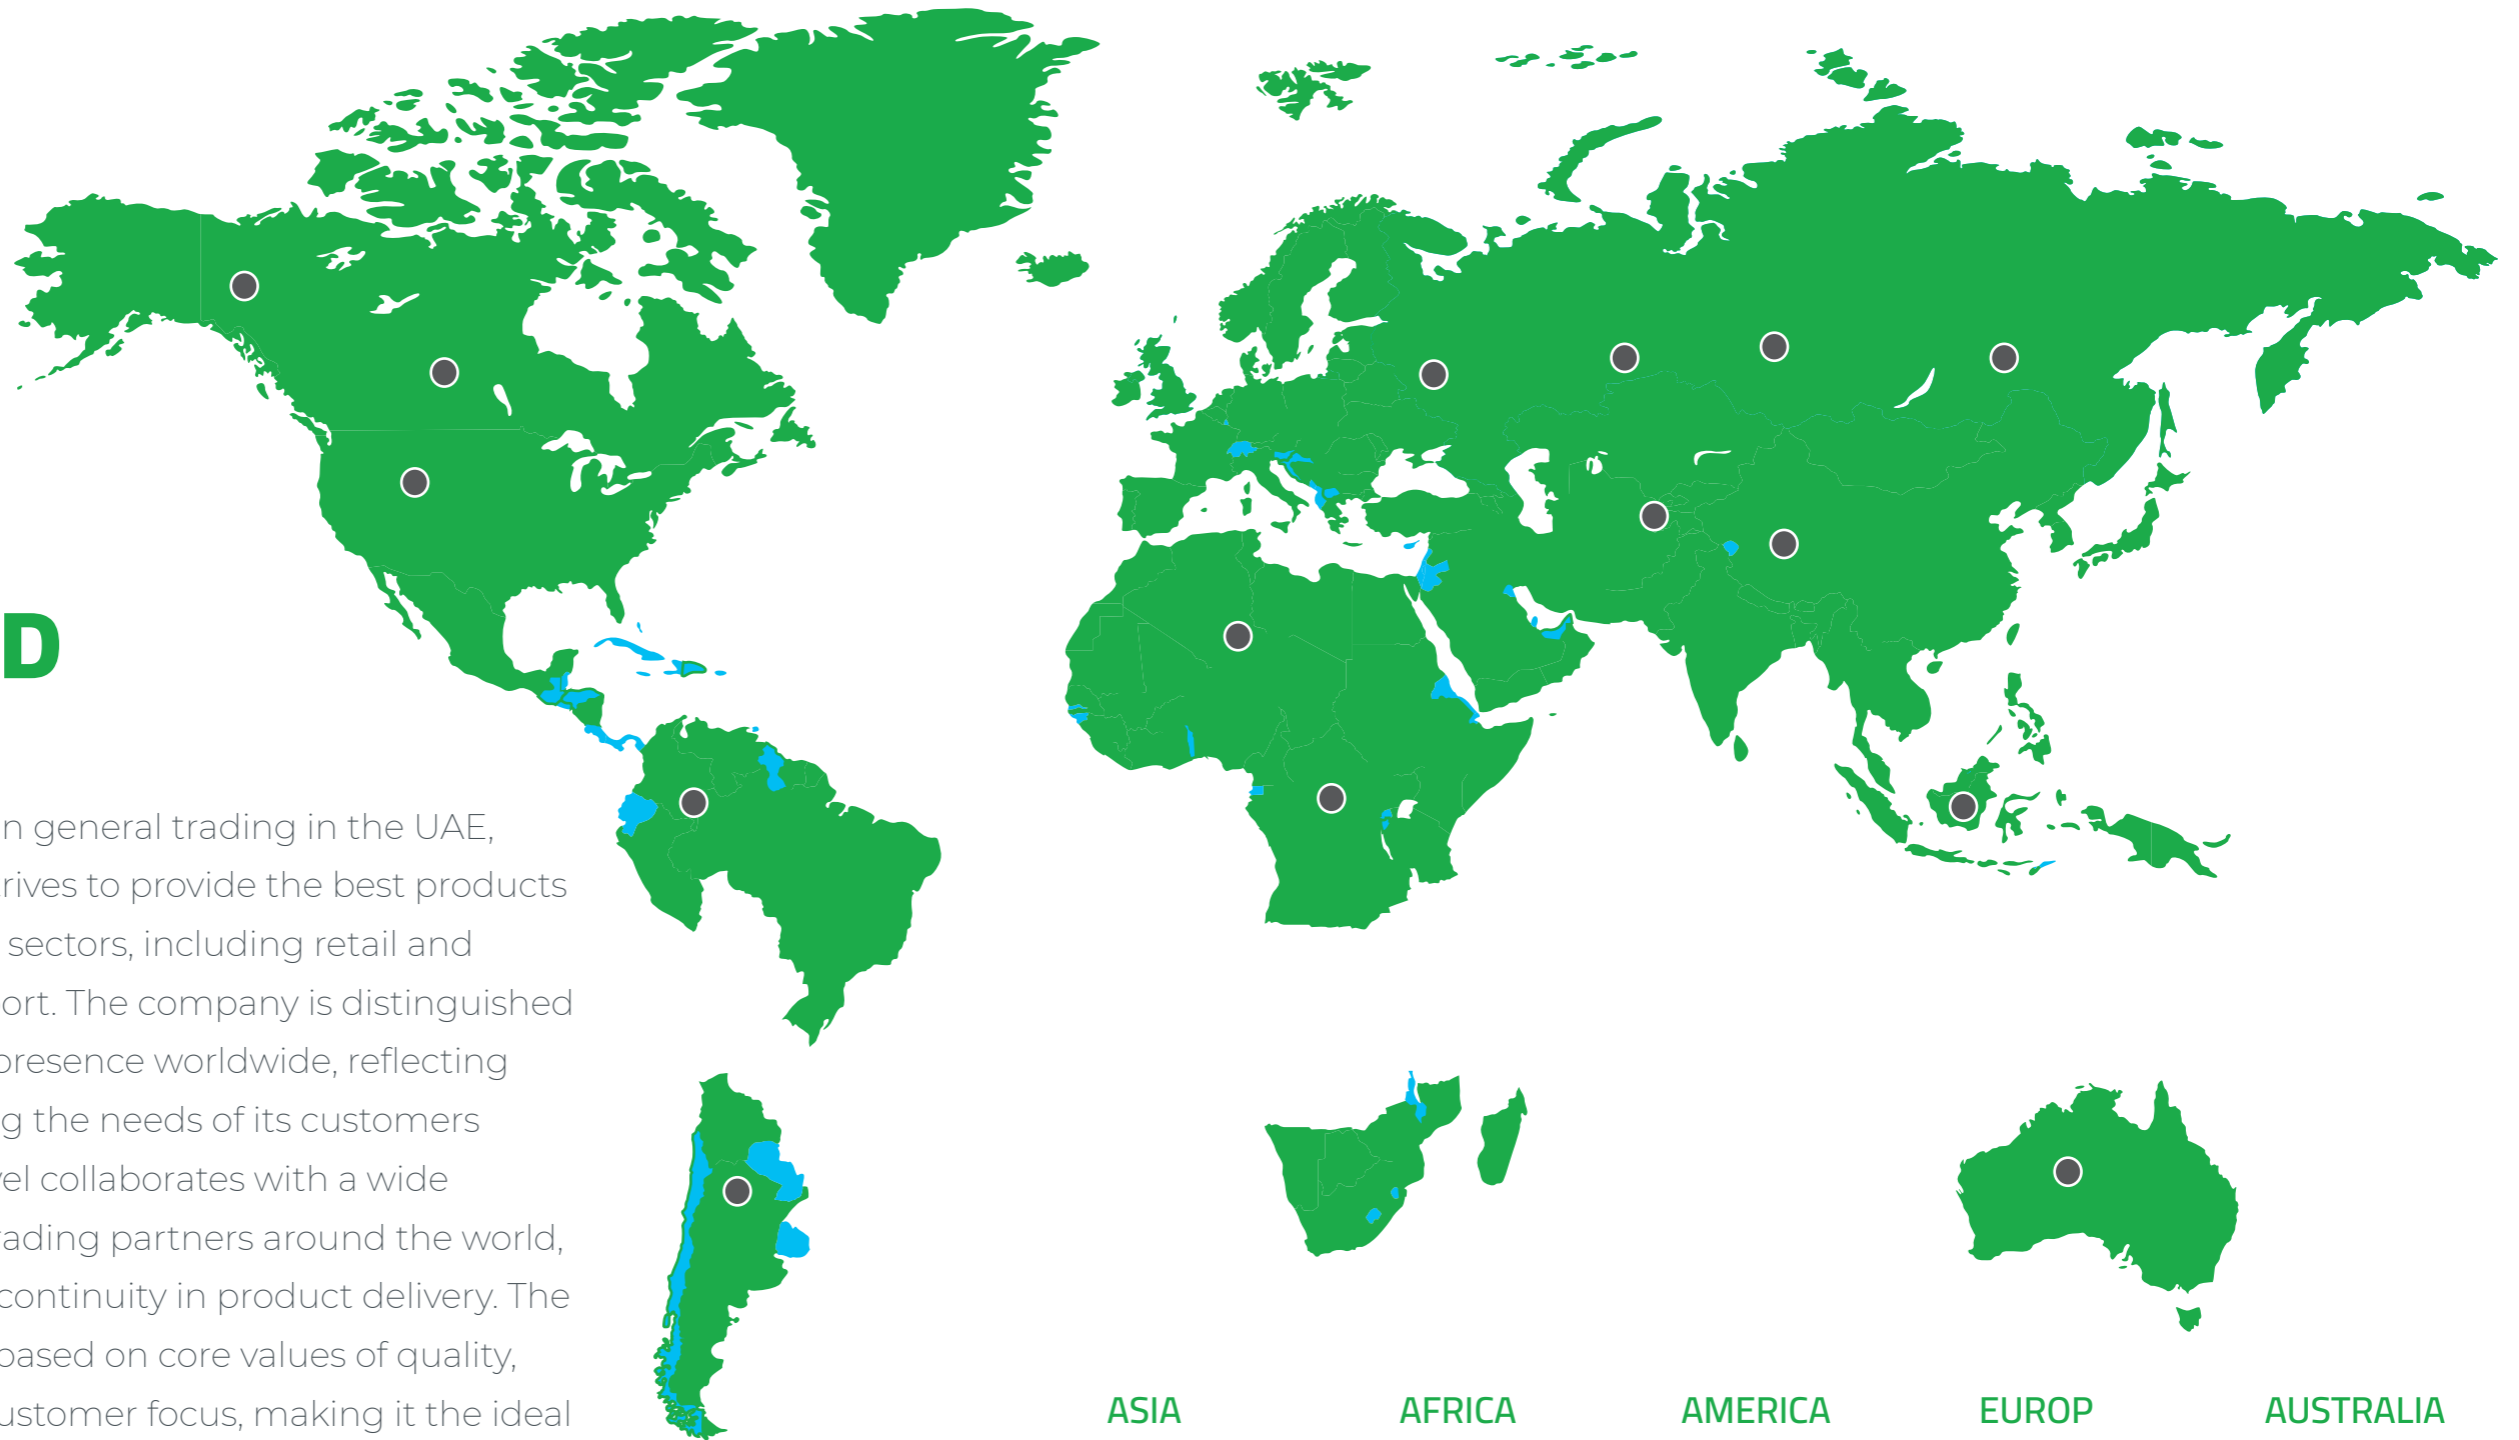 D
n general trading in the UAE,
rives to provide the best products
sectors, including retail and
ort. The company is distinguished
presence worldwide, reflecting
g the needs of its customers
vel collaborates with a wide
rading partners around the world,
continuity in product delivery. The
based on core values of quality,
ustomer focus, making it the ideal
ASIA AFRICA AMERICA EUROP AUSTRALIA